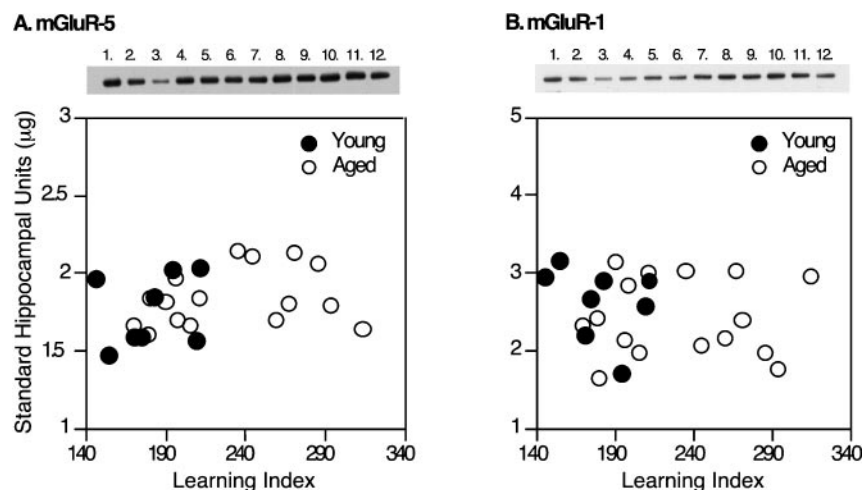 A. mGluR-5
1. 2. 3. 4. 5. 6. 7. 8. 9. 10. 11. 12.
Standard Hippocampal Units (µg)
3
2.5
2
1.5
1
Young
Aged
140 190 240 290 340
Learning Index
B. mGluR-1
1. 2. 3. 4. 5. 6. 7. 8. 9. 10. 11. 12.
5
4
3
2
1
Young
Aged
140 190 240 290 340
Learning Index